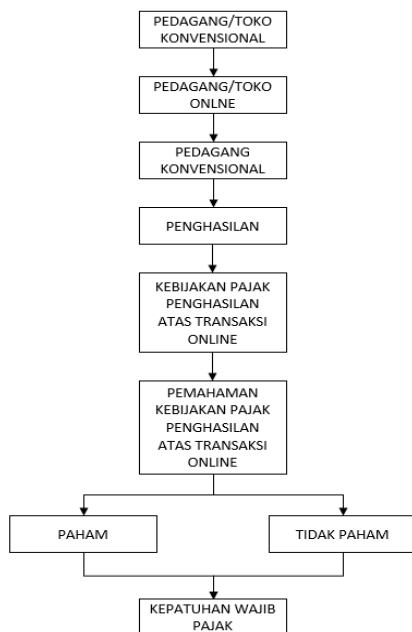 PEDAGANG/TOKO
KONVENSIONAL
PEDAGANG/TOKO
ONLNE
PEDAGANG
KONVENSIONAL
PENGHASILAN
KEBIJAKAN PAJAK
PENGHASILAN
ATAS TRANSAKSI
ONLINE
PEMAHAMAN
KEBIJAKAN PAJAK
PENGHASILAN
ATAS TRANSAKSI
ONLINE
PAHAM
TIDAK PAHAM
KEPATUHAN WAJIB
PAJAK